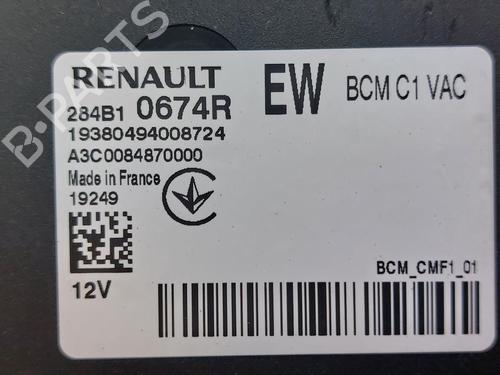 RENAULT EW BCM C1 VAC
284B1 0674R
19380494008724
A3C0084870000
Made in France
19249
BCM_CMF1_01
12V
B-PARTS